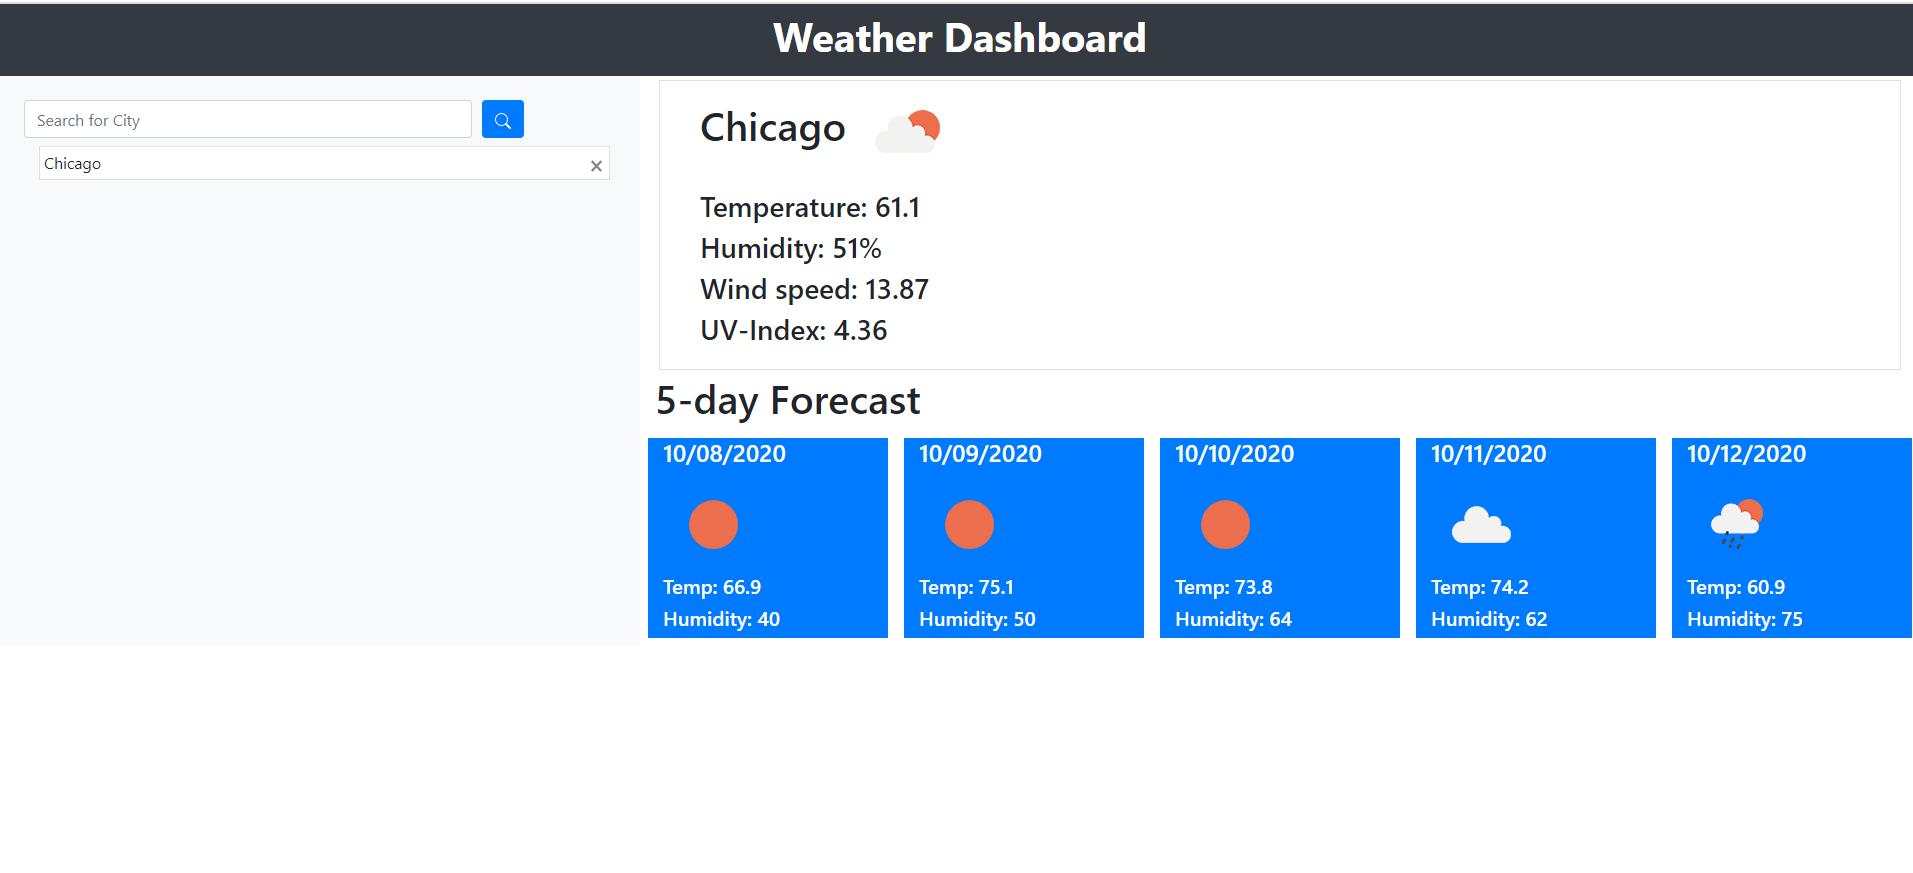 Weather Dashboard
Search for City
Chicago
Chicago
Temperature: 61.1
Humidity: 51%
Wind speed: 13.87
UV-Index: 4.36
5-day Forecast
10/08/2020
Temp: 66.9
Humidity: 40
10/09/2020
Temp: 75.1
Humidity: 50
10/10/2020
Temp: 73.8
Humidity: 64
10/11/2020
Temp: 74.2
Humidity: 62
10/12/2020
Temp: 60.9
Humidity: 75